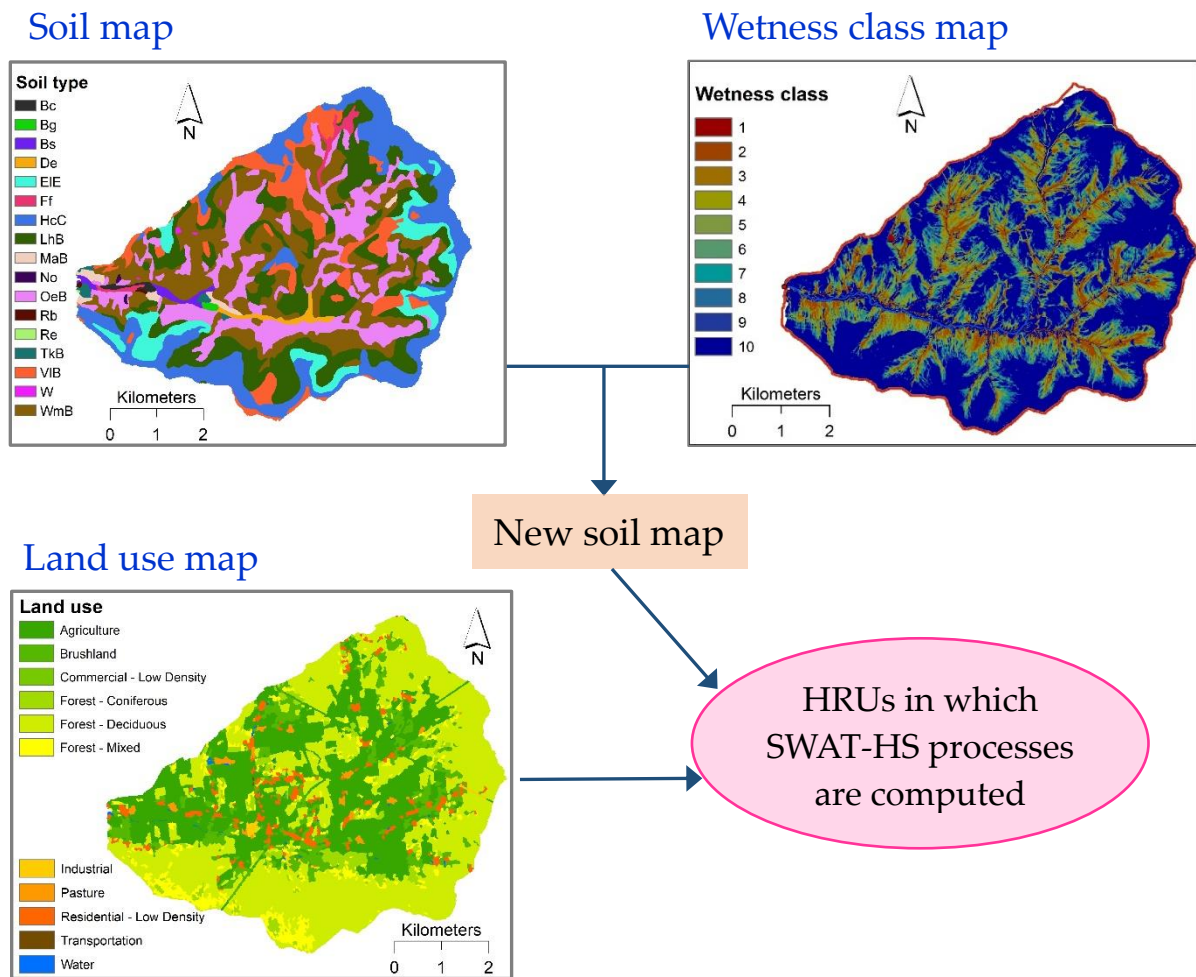 Soil map
Soil type
Bc
Bg
Bs
De
ElE
Ff
HcC
LhB
MaB
No
OeB
Rb
Re
TkB
VlB
W
WmB
N
Kilometers
0 1 2
Wetness class map
Wetness class
1
2
3
4
5
6
7
8
9
10
N
Kilometers
0 1 2
New soil map
Land use map
Land use
Agriculture
Brushland
Commercial - Low Density
Forest - Coniferous
Forest - Deciduous
Forest - Mixed
Industrial
Pasture
Residential - Low Density
Transportation
Water
N
Kilometers
0 1 2
HRUs in which
SWAT-HS processes
are computed